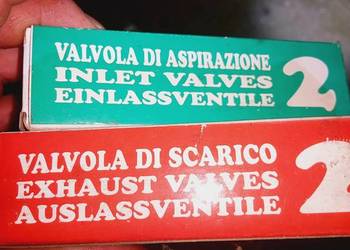 VALVOLA DI ASPIRAZIONE
INLET VALVES
EINLASSVENTILE
2
VALVOLA DI SCARICO
EXHAUST VALVES
AUSLASSVENTILE
2